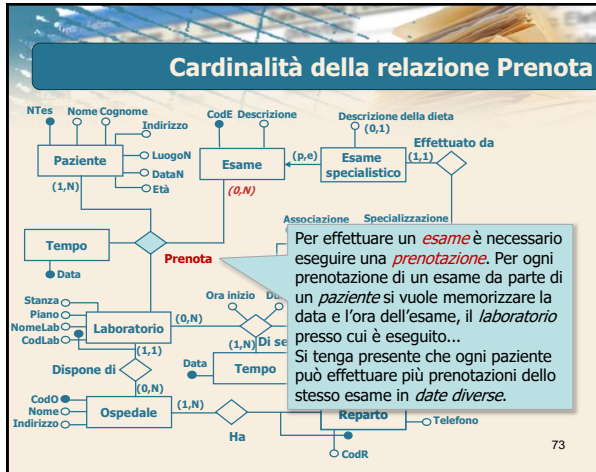 Cardinalità della relazione Prenota
NTes
Nome Cognome
Indirizzo
LuogoN
DataN
Età
Paziente
(1,N)
CodE Descrizione
Esame
(0,N)
(p,e)
Descrizione della dieta
(0,1)
Esame
specialistico
(1,1)
Effettuato da
Associazione
Specializzazione
Tempo
Data
Prenota
Per effettuare un esame è necessario
eseguire una prenotazione. Per ogni
prenotazione di un esame da parte di
un paziente si vuole memorizzare la
data e l'ora dell'esame, il laboratorio
presso cui è eseguito...
Si tenga presente che ogni paziente
può effettuare più prenotazioni dello
stesso esame in date diverse.
Stanza
Piano
NomeLab
CodLab
Laboratorio
(0,N)
(1,1)
Ora inizio
(1,N)
Di se
Data
Tempo
Dispone di
(0,N)
CodO
Nome
Indirizzo
Ospedale
(1,N)
Ha
Reparto
Telefono
CodR
73